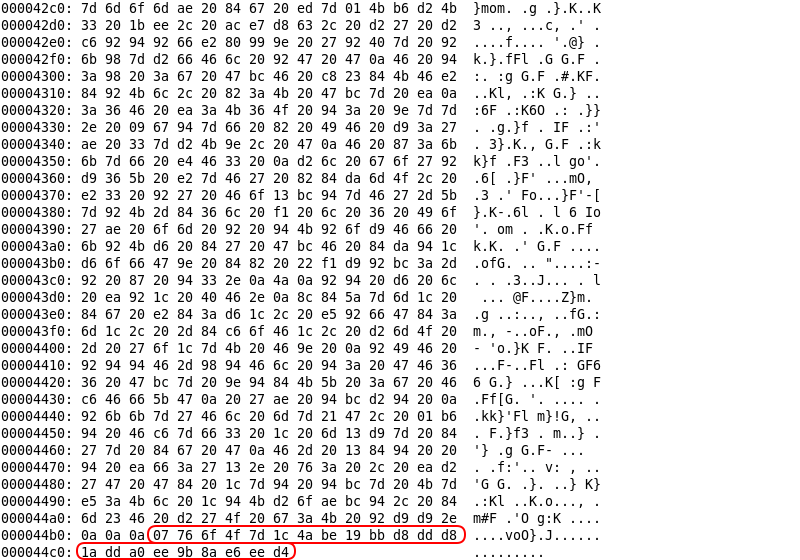 000042c0: 7d 6d 6f 6d ae 20 84 67 20 ed 7d 01 4b b6 d2 4b }mom. .g .}.K..K
000042d0: 33 20 1b ee 2c 20 ac e7 d8 63 2c 20 d2 27 20 d2 3 .., ...c, .' .
000042e0: c6 92 94 92 66 e2 80 99 9e 20 27 92 40 7d 20 92 ....f.... '.@} .
000042f0: 6b 98 7d d2 66 46 6c 20 92 47 20 47 0a 46 20 94 k.}.fFl .G G.F .
00004300: 3a 98 20 3a 67 20 47 bc 46 20 c8 23 84 4b 46 e2 :. :g G.F .#.KF.
00004310: 84 92 4b 6c 2c 20 82 3a 4b 20 47 bc 7d 20 ea 0a ..Kl, .:K G.} ..
00004320: 3a 36 46 20 ea 3a 4b 36 4f 20 94 3a 20 9e 7d 7d :6F .:K6O .: .}}
00004330: 2e 20 09 67 94 7d 66 20 82 20 49 46 20 d9 3a 27 . .g.}f . IF .:'
00004340: ae 20 33 7d d2 4b 9e 2c 20 47 0a 46 20 87 3a 6b . 3}.K., G.F .:k
00004350: 6b 7d 66 20 e4 46 33 20 0a d2 6c 20 67 6f 27 92 k}f .F3 ..l go'.
00004360: d9 36 5b 20 e2 7d 46 27 20 82 84 da 6d 4f 2c 20 .6[ .}F' ...mO,
00004370: e2 33 20 92 27 20 46 6f 13 bc 94 7d 46 27 2d 5b .3 .' Fo...}F'-[
00004380: 7d 92 4b 2d 84 36 6c 20 f1 20 6c 20 36 20 49 6f }.K-.6l . l 6 Io
00004390: 27 ae 20 6f 6d 20 92 20 94 4b 92 6f d9 46 66 20 '. om . .K.o.Ff
000043a0: 6b 92 4b d6 20 84 27 20 47 bc 46 20 84 da 94 1c k.K. .' G.F ....
000043b0: d6 6f 66 47 9e 20 84 82 20 22 f1 d9 92 bc 3a 2d .ofG. .. "....:-
000043c0: 92 20 87 20 94 33 2e 0a 4a 0a 92 94 20 d6 20 6c . . .3..J... . l
000043d0: 20 ea 92 1c 20 40 46 2e 0a 8c 84 5a 7d 6d 1c 20 ... @F....Z}m.
000043e0: 84 67 20 e2 84 3a d6 1c 2c 20 e5 92 66 47 84 3a .g ..:.., ..fG.:
000043f0: 6d 1c 2c 20 2d 84 c6 6f 46 1c 2c 20 d2 6d 4f 20 m., -..oF., .mO
00004400: 2d 20 27 6f 1c 7d 4b 20 46 9e 20 0a 92 49 46 20 - 'o.}K F. ..IF
00004410: 92 94 94 46 2d 98 94 46 6c 20 94 3a 20 47 46 36 ...F-..Fl .: GF6
00004420: 36 20 47 bc 7d 20 9e 94 84 4b 5b 20 3a 67 20 46 6 G.} ...K[ :g F
00004430: c6 46 66 5b 47 0a 20 27 ae 20 94 bc d2 94 20 0a .Ff[G. '. .... .
00004440: 92 6b 6b 7d 27 46 6c 20 6d 7d 21 47 2c 20 01 b6 .kk}'Fl m}!G, ..
00004450: 94 20 46 c6 7d 66 33 20 1c 20 6d 13 d9 7d 20 84 . F.}f3 . m..} .
00004460: 27 7d 20 84 67 20 47 0a 46 2d 20 13 84 94 20 20 '} .g G.F- ...
00004470: 94 20 ea 66 3a 27 13 2e 20 76 3a 20 2c 20 ea d2 . .f:'.. v: , ..
00004480: 27 47 20 47 84 20 1c 7d 94 20 94 bc 7d 20 4b 7d 'G G. .}. ..} K}
00004490: e5 3a 4b 6c 20 1c 94 4b d2 6f ae bc 94 2c 20 84 .:Kl ..K.o..., .
000044a0: 6d 23 46 20 d2 27 4f 20 67 3a 4b 20 92 d9 d9 2e m#F .'O g:K ....
000044b0: 0a 0a 0a 07 76 6f 4f 7d 1c 4a be 19 bb d8 dd d8 ....voO}.J......
000044c0: 1a dd a0 ee 9b 8a e6 ee d4 .........